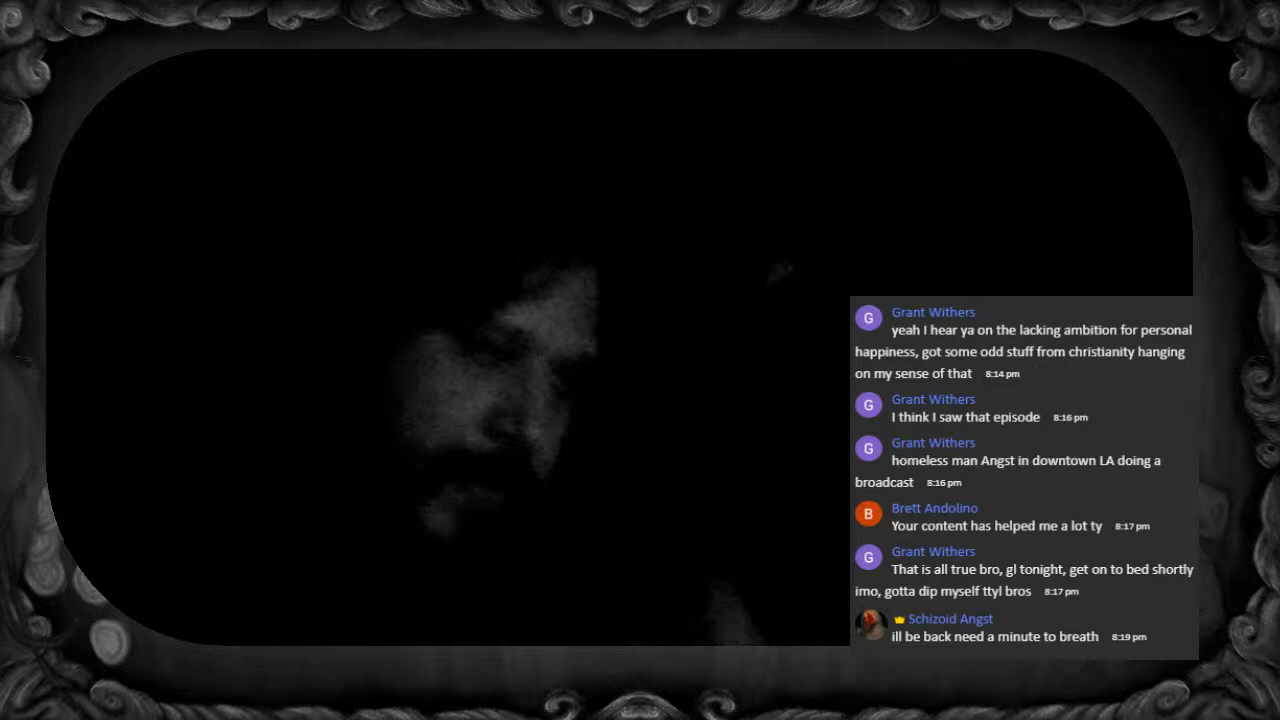 G Grant Withers
yeah I hear ya on the lacking ambition for personal
happiness, got some odd stuff from christianity hanging
on my sense of that 8:14 pm
G Grant Withers
I think I saw that episode 8:16 pm
G Grant Withers
homeless man Angst in downtown LA doing a
broadcast 8:16 pm
B Brett Andolino
Your content has helped me a lot ty 8:17 pm
G Grant Withers
That is all true bro, gl tonight, get on to bed shortly
imo, gotta dip myself ttyl bros 8:17 pm
Schizoid Angst
ill be back need a minute to breath 8:19 pm